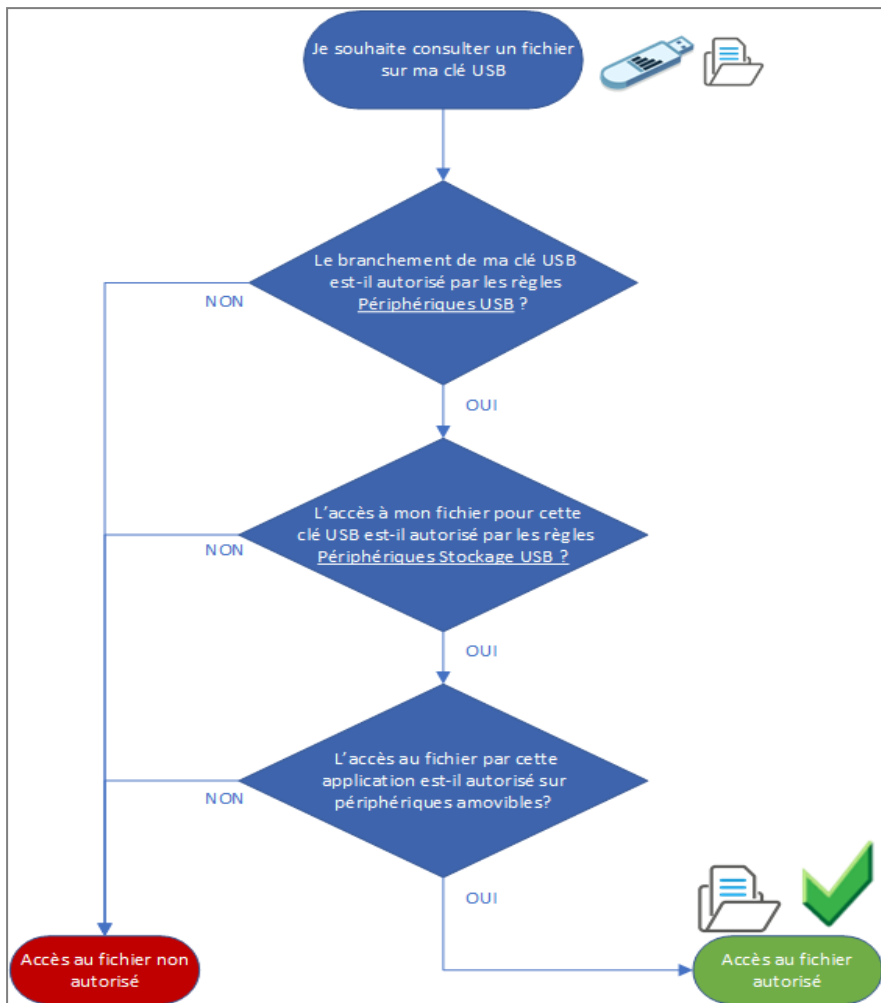 Je souhaite consulter un fichier
sur ma clé USB
Le branchement de ma clé USB
est-il autorisé par les règles
Périphériques USB ?
NON
OUI
L'accès à mon fichier pour cette
clé USB est-il autorisé par les règles
Périphériques Stockage USB ?
NON
OUI
L'accès au fichier par cette
application est-il autorisé sur
périphériques amovibles?
NON
OUI
Accès au fichier non
autorisé
Accès au fichier
autorisé